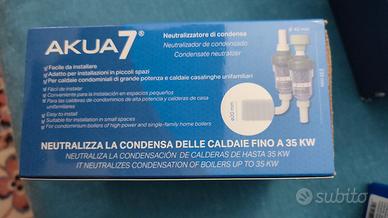 AKUA7®
Neutralizzatore di condensa
Neutralizador de condensado
Condensate neutralizer
Ø 40 mm
Facile da installare
Adatto per installazioni in piccoli spazi
Per caldaie condominiali di grande potenza e caldaie casalinghe unifamiliari
Fácil de instalar
Conveniente para la instalación en espacios pequeños
Para las calderas de condominios de alta potencia y calderas de casa
unifamiliares
Easy to install
Suitable for installation in small spaces
For condominium boilers of high power and single-family home boilers
NEUTRALIZZA LA CONDENSA DELLE CALDAIE FINO A 35 KW
NEUTRALIZA LA CONDENSACIÓN DE CALDERAS DE HASTA 35 KW
IT NEUTRALIZES CONDENSATION OF BOILERS UP TO 35 KW
subito